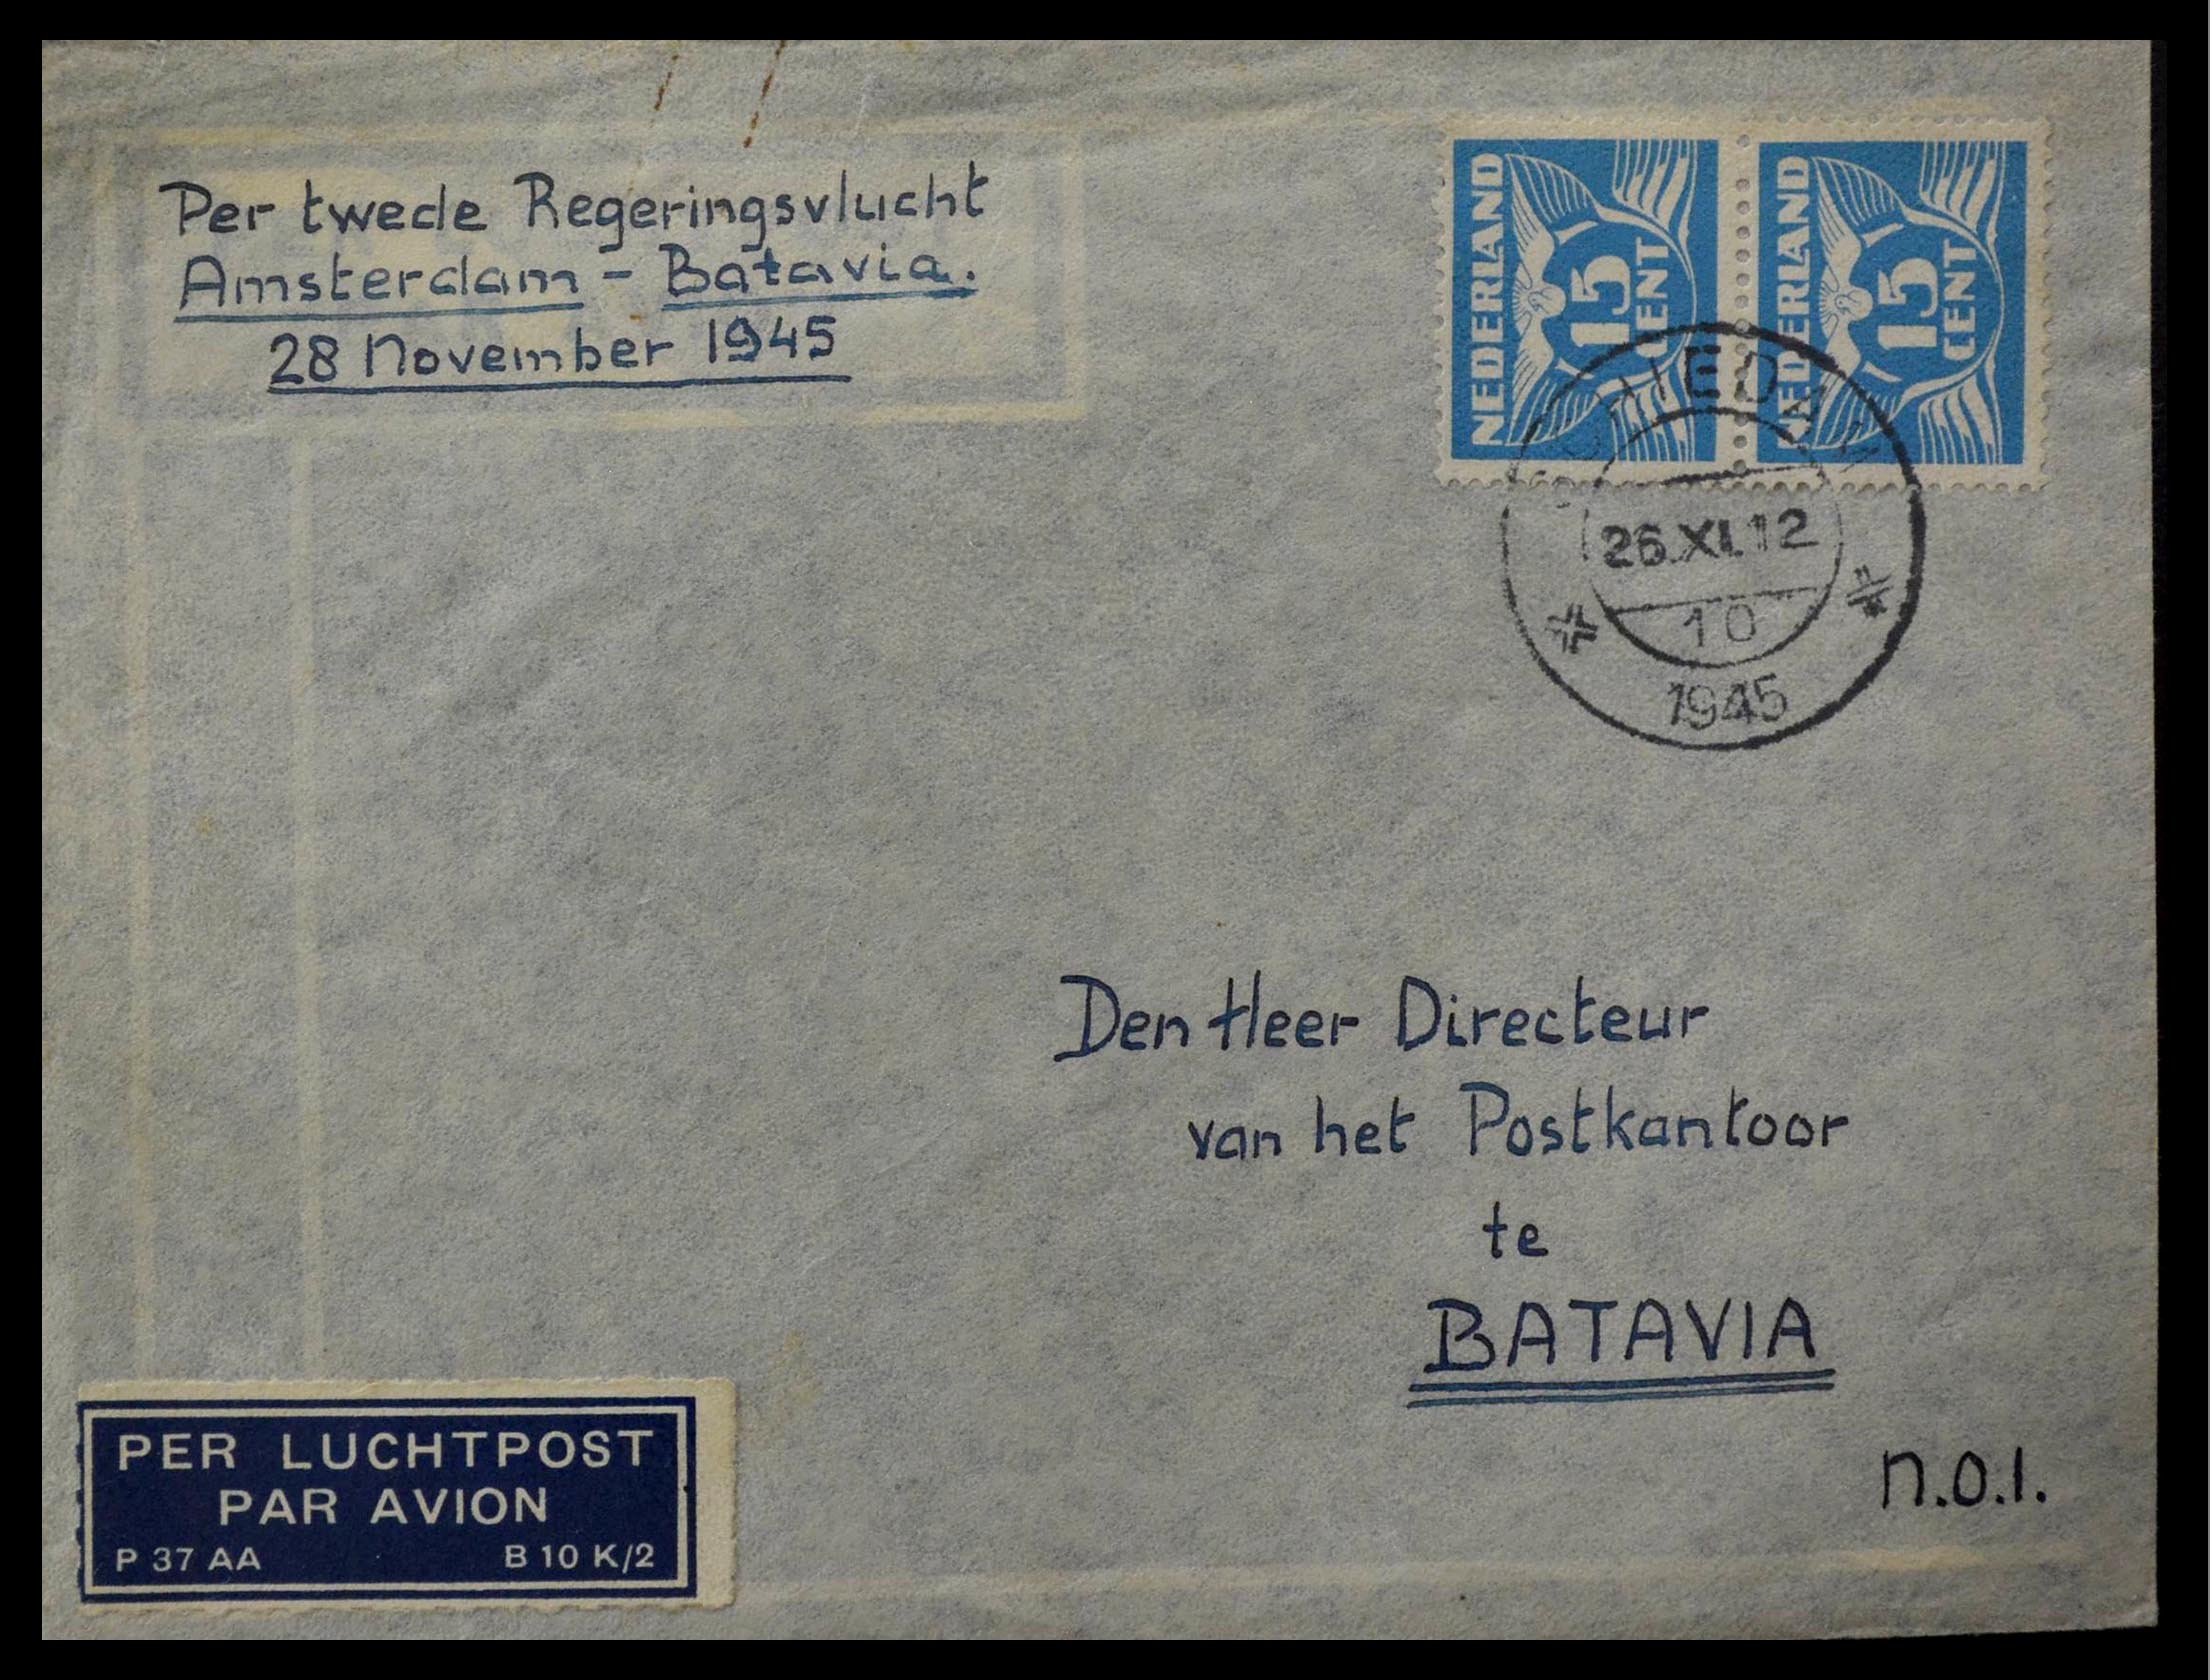 Per twede Regeringsvlucht
Amsterdam - Batavia.
28 November 1945
NEDERLAND
15
CENT
NEDERLAND
15
CENT
SCHIEDAM
26.XI.12
10
1945
Den Heer Directeur
van het Postkantoor
te
BATAVIA
N.O.I.
PER LUCHTPOST
PAR AVION
P 37 AA B 10 K/2